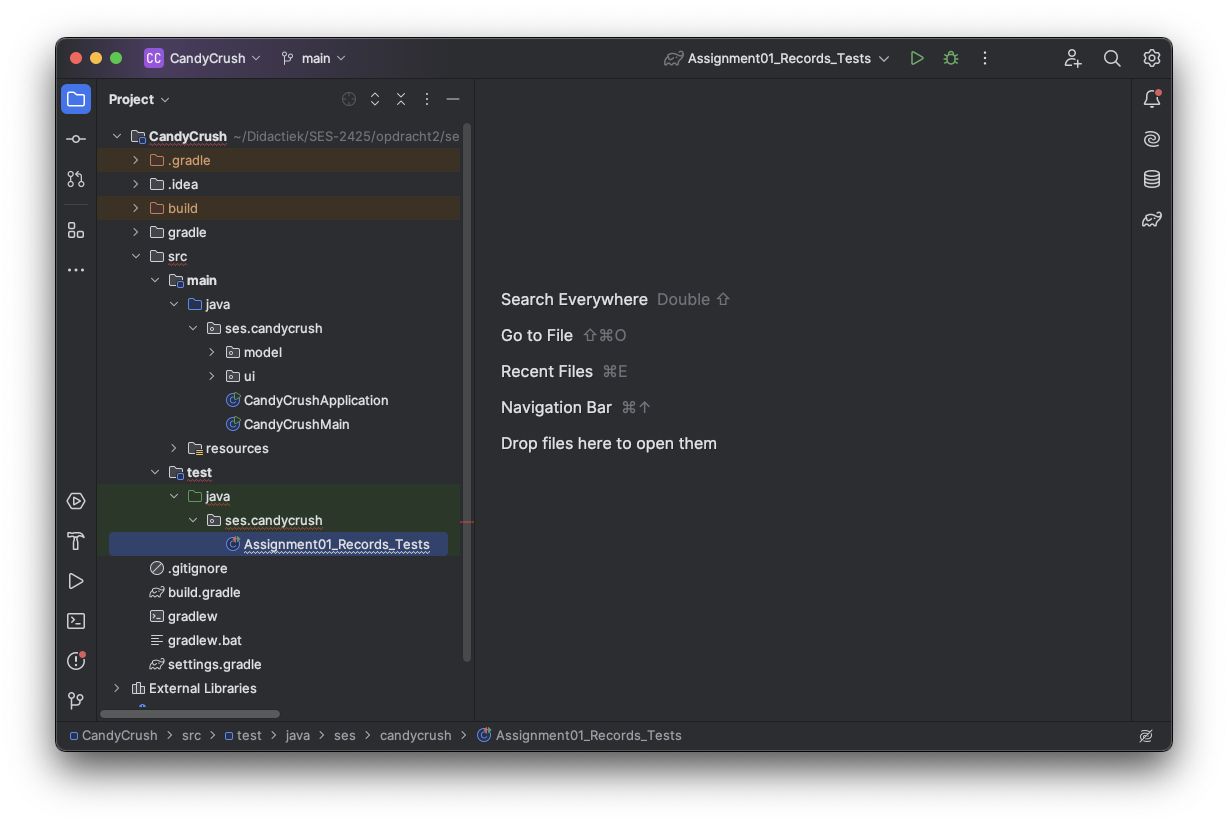 CC CandyCrush main Assignment01_Records_Tests
Project
CandyCrush ~/Didactiek/SES-2425/opdracht2/se
.gradle
.idea
build
gradle
src
main
java
ses.candycrush
model
ui
CandyCrushApplication
CandyCrushMain
resources
test
java
ses.candycrush
Assignment01_Records_Tests
.gitignore
build.gradle
gradlew
gradlew.bat
settings.gradle
External Libraries
Search Everywhere Double ⇧
Go to File ⇧⌘O
Recent Files ⌘E
Navigation Bar ⌘↑
Drop files here to open them
CandyCrush > src > test > java > ses > candycrush > Assignment01_Records_Tests